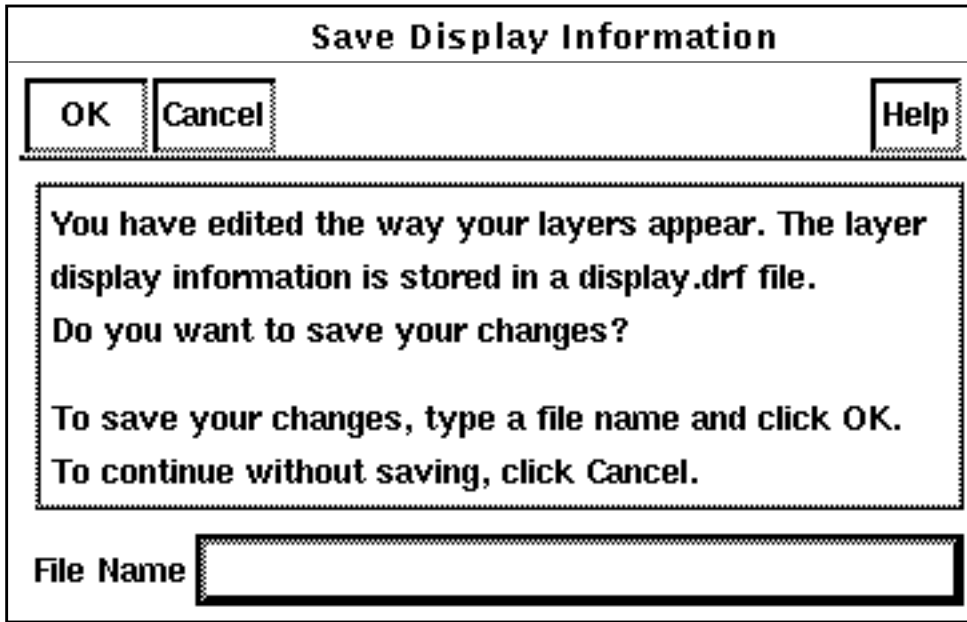 Save Display Information
OK Cancel Help
You have edited the way your layers appear. The layer
display information is stored in a display.drf file.
Do you want to save your changes?
To save your changes, type a file name and click OK.
To continue without saving, click Cancel.
File Name